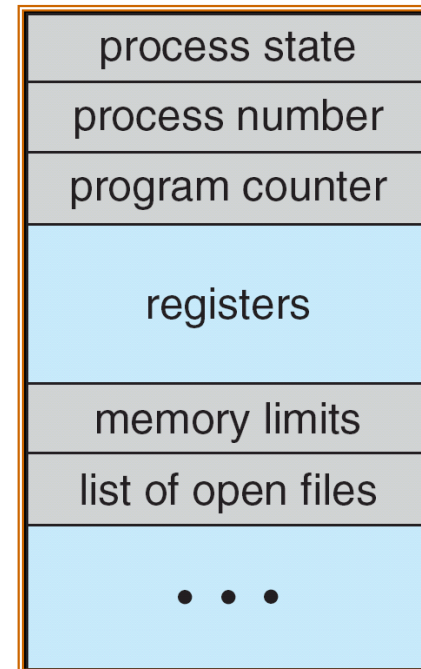 process state
process number
program counter
registers
memory limits
list of open files
• • •